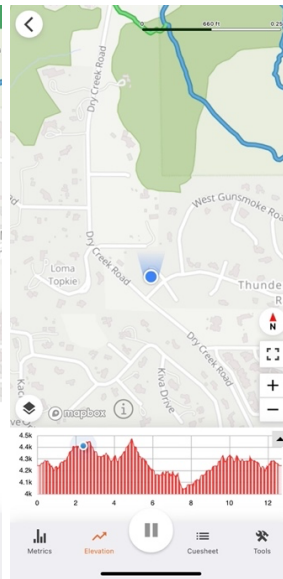 660 ft
0.25
Dry Creek Road
West Gunsmoke Roa
Dry Creek Road
Loma
Topkie
Thunde
R
N
Dry Creek Road
Kiva Drive
mapbox
i
+
−
4.5k
4.4k
4.3k
4.2k
4.1k
4k
0 2 4 6 8 10 12
Metrics Elevation Cuesheet Tools